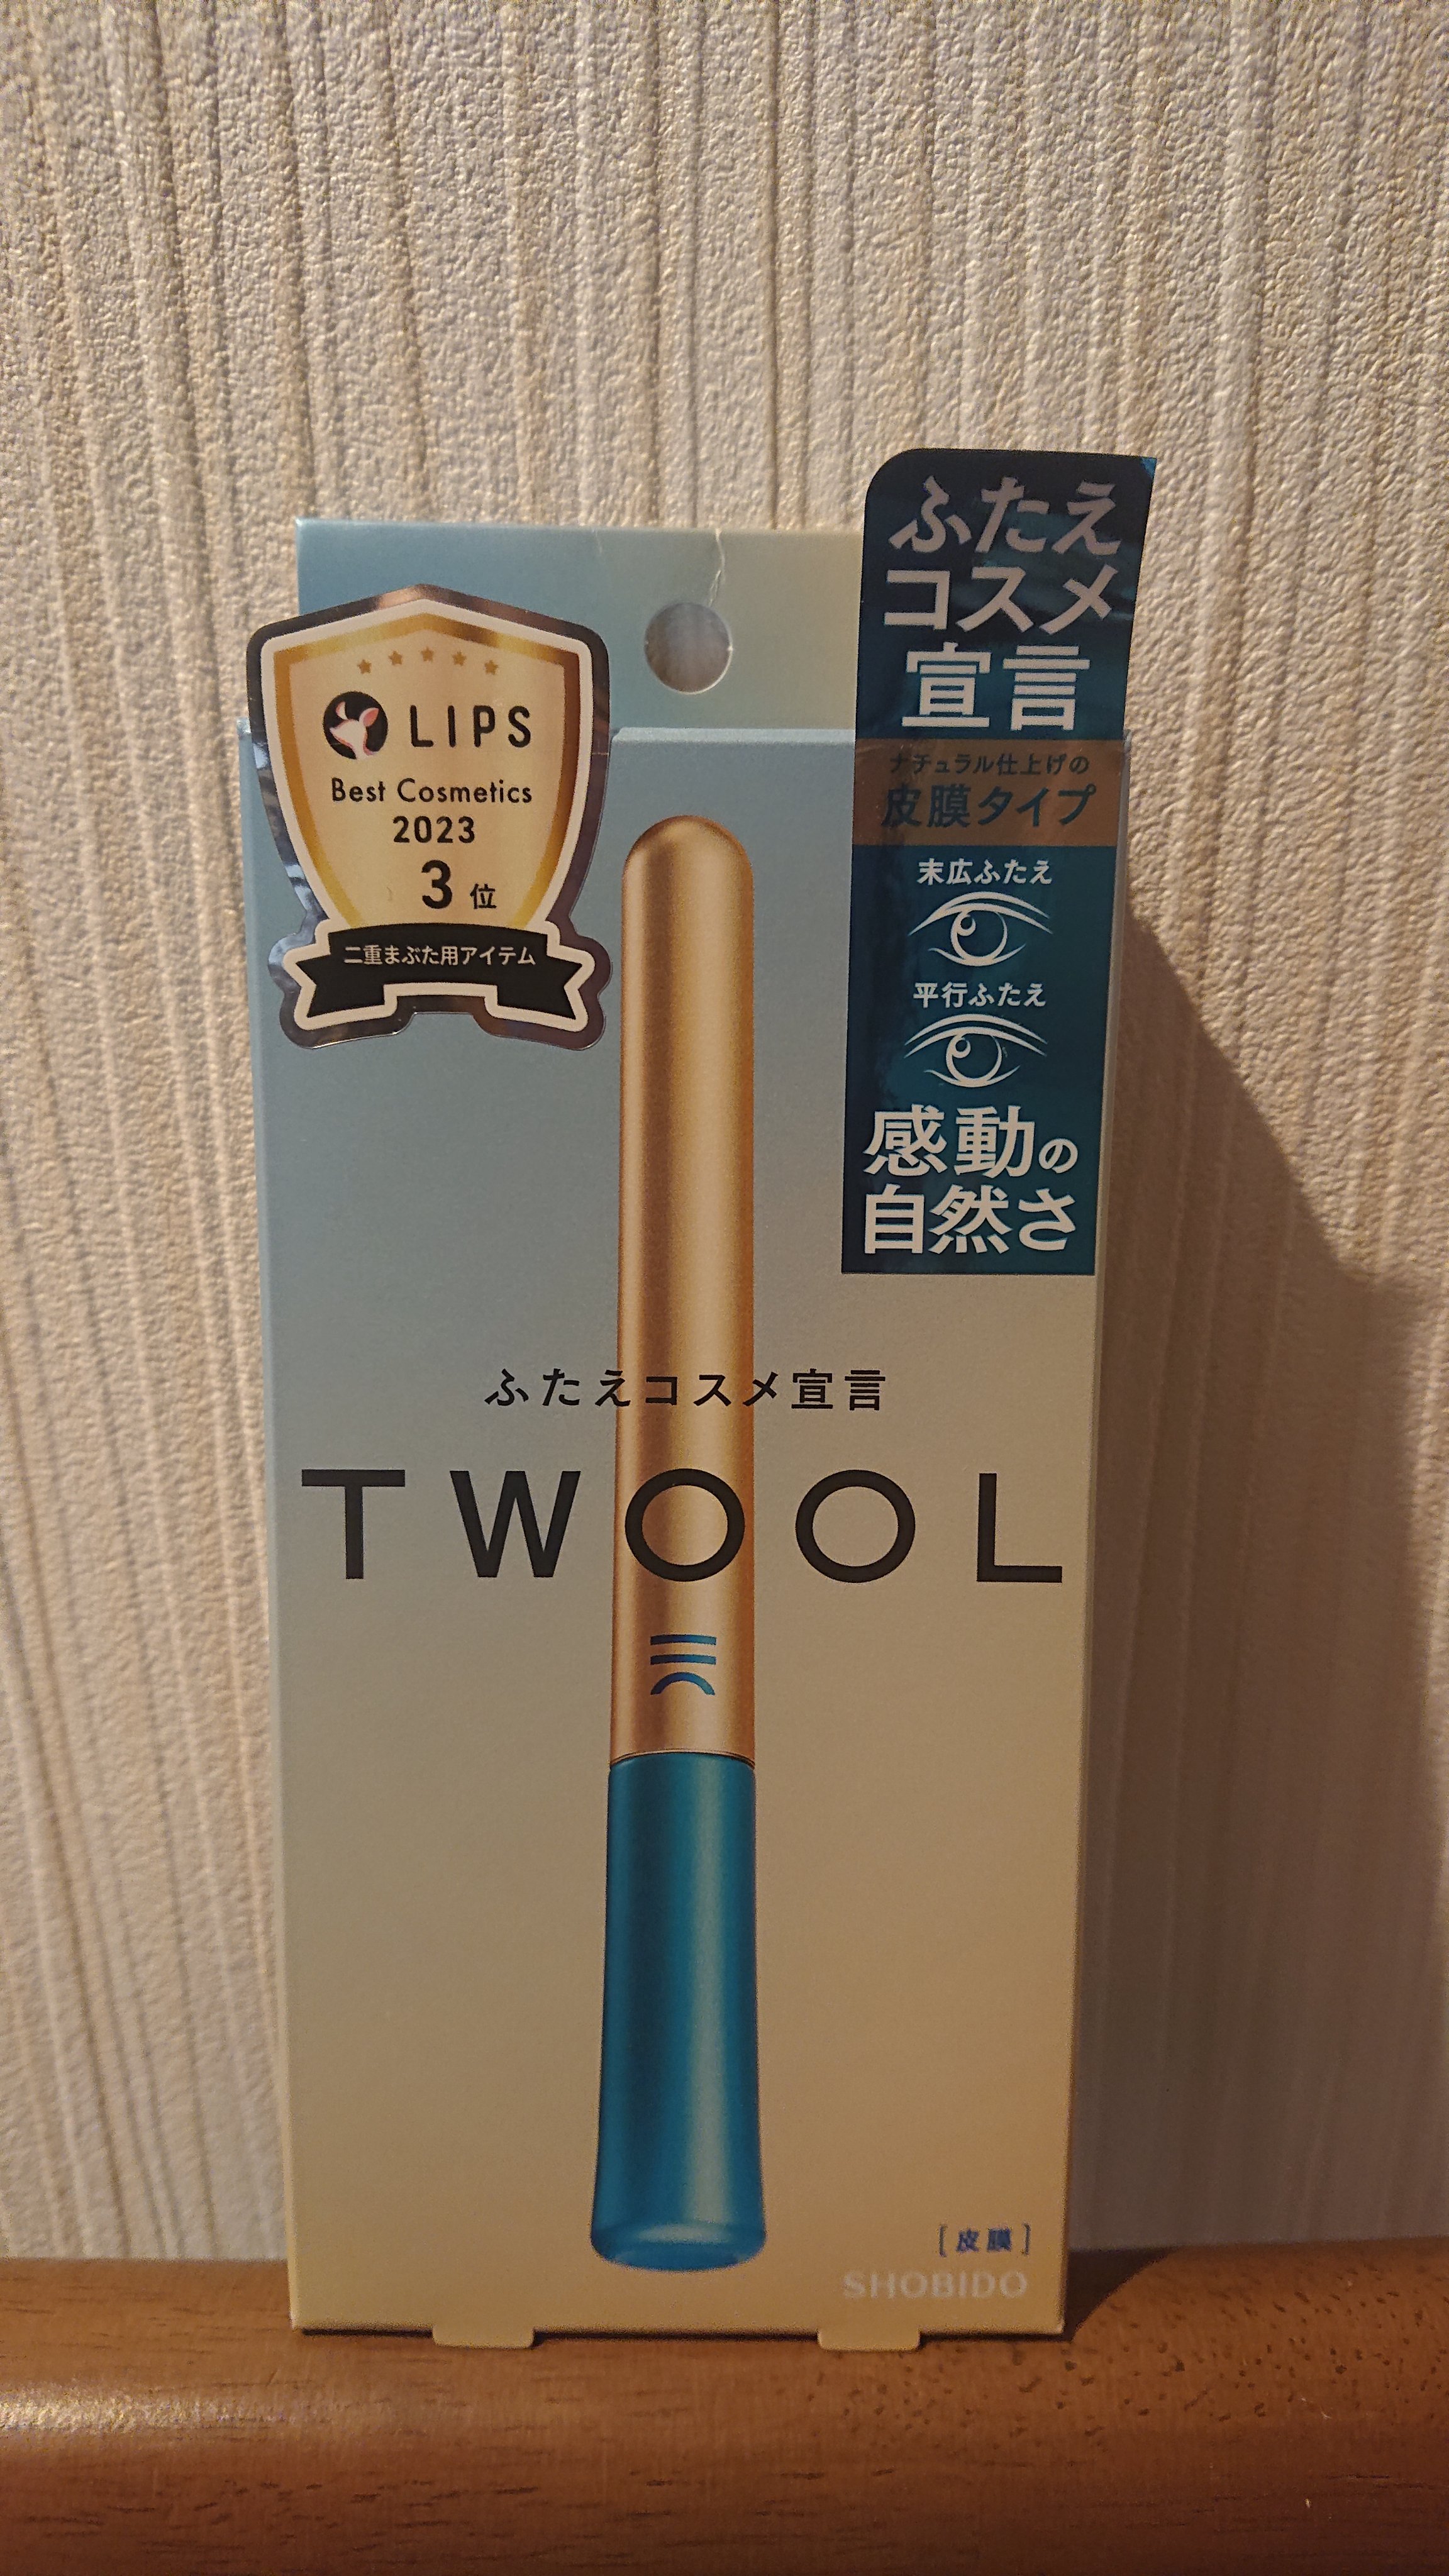 LIPS
Best Cosmetics
2023
3位
二重まぶた用アイテム
ふたえ
コスメ
宣言
ナチュラル仕上げの
皮膜タイプ
末広ふたえ
平行ふたえ
感動の
自然さ
ふたえコスメ宣言
TWOOL
[皮膜]
SHOBIDO